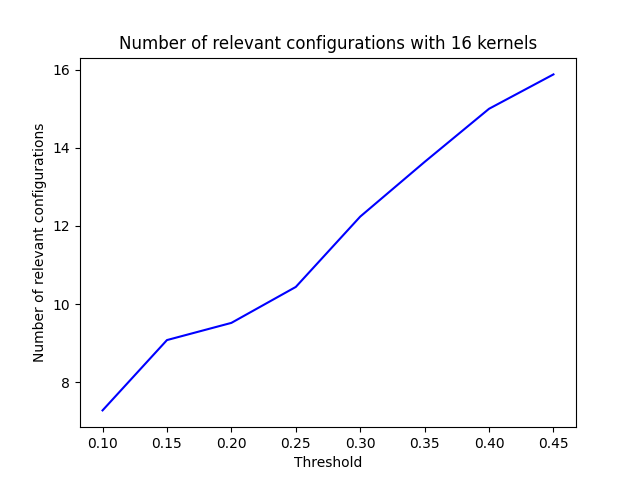 Number of relevant configurations with 16 kernels
Number of relevant configurations
16
14
12
10
8
0.10 0.15 0.20 0.25 0.30 0.35 0.40 0.45
Threshold